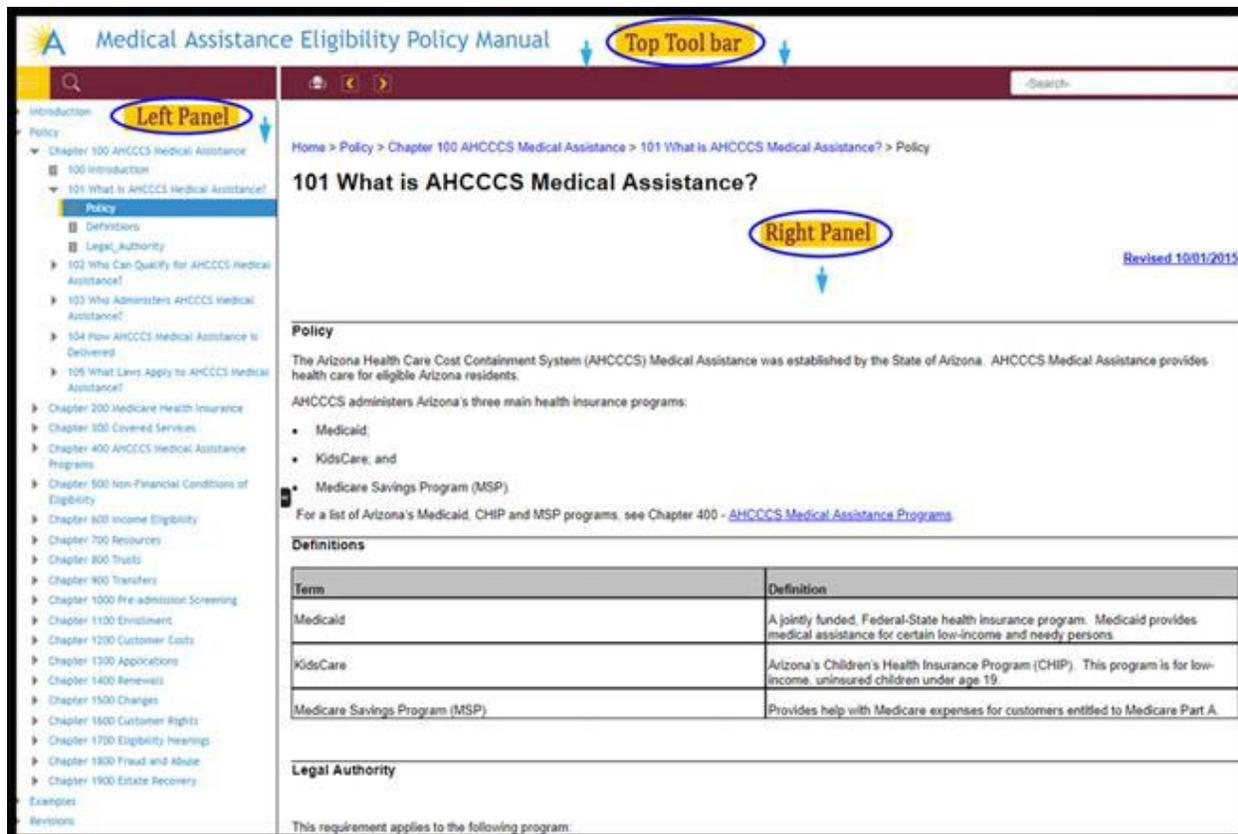 A Medical Assistance Eligibility Policy Manual
Top Tool bar
-Search-
Introduction
Left Panel
Policy
Chapter 100 AHCCCS Medical Assistance
100 Introduction
101 What is AHCCCS Medical Assistance?
Policy
Definitions
Legal_Authority
102 Who Can Qualify for AHCCCS Medical
Assistance?
103 Who Administers AHCCCS Medical
Assistance?
104 How AHCCCS Medical Assistance is
Delivered
105 What Laws Apply to AHCCCS Medical
Assistance?
Chapter 200 Medicare Health Insurance
Chapter 300 Covered Services
Chapter 400 AHCCCS Medical Assistance
Programs
Chapter 500 Non-Financial Conditions of
Eligibility
Chapter 600 Income Eligibility
Chapter 700 Resources
Chapter 800 Trusts
Chapter 900 Transfers
Chapter 1000 Pre-admission Screening
Chapter 1100 Enrollment
Chapter 1200 Customer Costs
Chapter 1300 Applications
Chapter 1400 Renewals
Chapter 1500 Changes
Chapter 1600 Customer Rights
Chapter 1700 Eligibility Hearings
Chapter 1800 Fraud and Abuse
Chapter 1900 Estate Recovery
Examples
Revisions
Home > Policy > Chapter 100 AHCCCS Medical Assistance > 101 What is AHCCCS Medical Assistance? > Policy
101 What is AHCCCS Medical Assistance?
Right Panel
Revised 10/01/2015
Policy
The Arizona Health Care Cost Containment System (AHCCCS) Medical Assistance was established by the State of Arizona. AHCCCS Medical Assistance provides
health care for eligible Arizona residents.
AHCCCS administers Arizona's three main health insurance programs:
• Medicaid;
• KidsCare; and
• Medicare Savings Program (MSP).
For a list of Arizona's Medicaid, CHIP and MSP programs, see Chapter 400 - AHCCCS Medical Assistance Programs.
Definitions
Term Definition
Medicaid A jointly funded, Federal-State health insurance program. Medicaid provides
medical assistance for certain low-income and needy persons.
KidsCare Arizona's Children's Health Insurance Program (CHIP). This program is for low-
income, uninsured children under age 19.
Medicare Savings Program (MSP) Provides help with Medicare expenses for customers entitled to Medicare Part A.
Legal Authority
This requirement applies to the following program: